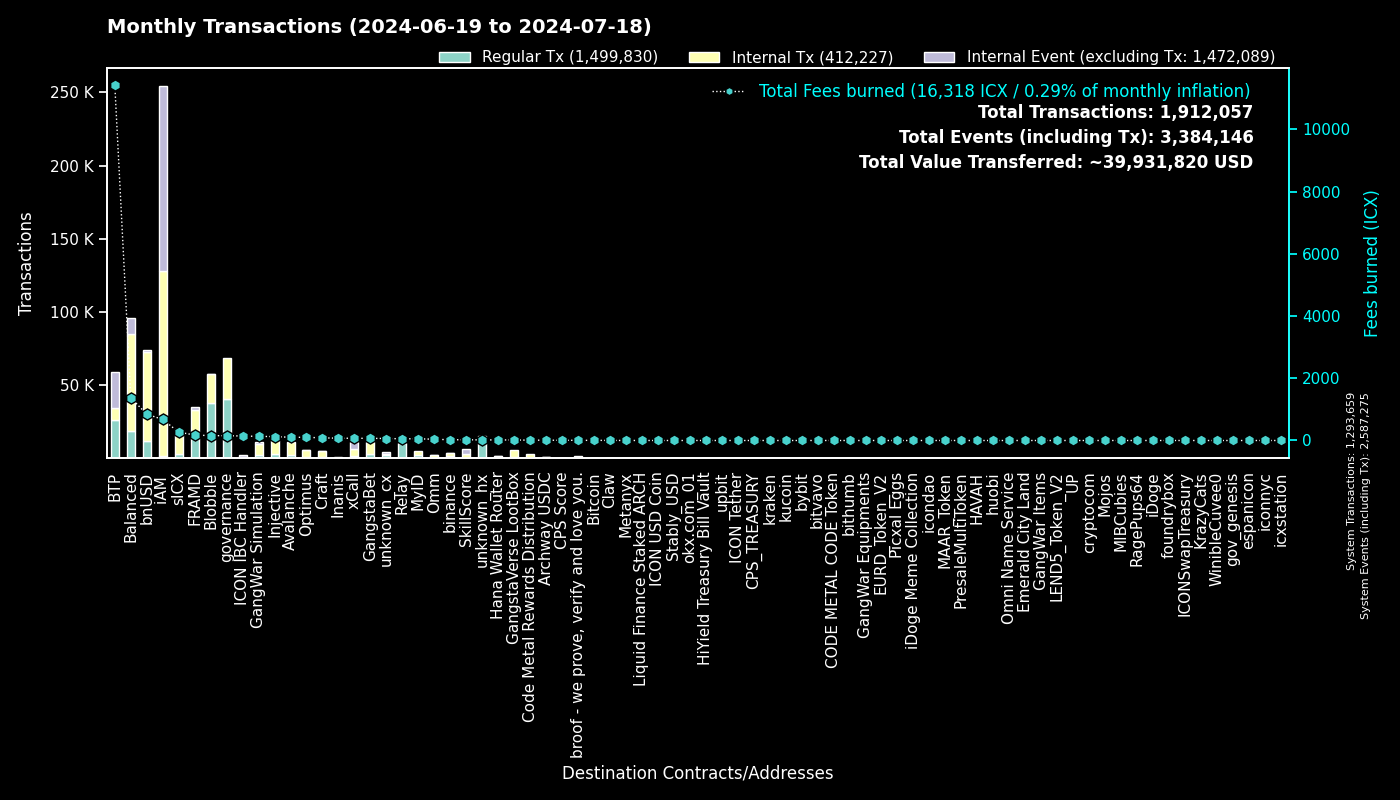 Monthly Transactions (2024-06-19 to 2024-07-18)
Regular Tx (1,499,830)
Internal Tx (412,227)
Internal Event (excluding Tx: 1,472,089)
Total Fees burned (16,318 ICX / 0.29% of monthly inflation)
Total Transactions: 1,912,057
Total Events (including Tx): 3,384,146
Total Value Transferred: ~39,931,820 USD
Transactions
250 K
200 K
150 K
100 K
50 K
10000
8000
6000
4000
2000
0
Fees burned (ICX)
System Transactions: 1,293,659
System Events (including Tx): 2,587,275
BTP
Balanced
bnUSD
iAM
sICX
FRAMD
Blobble
governance
ICON IBC Handler
GangWar Simulation
Injective
Avalanche
Optimus
Craft
Inanis
xCall
GangstaBet
unknown_cx
Relay
MyID
Omm
binance
SkillScore
unknown_hx
Hana Wallet Router
GangstaVerse LootBox
Code Metal Rewards Distribution
Archway USDC
CPS Score
broof - we prove, verify and love you.
Bitcoin
Claw
Metanyx
Liquid Finance Staked ARCH
ICON USD Coin
Stably_USD
okx.com_01
HiYield Treasury Bill Vault
upbit
ICON Tether
CPS_TREASURY
kraken
kucoin
bybit
bitvavo
CODE METAL CODE Token
bithumb
GangWar Equipments
EURD_Token_V2
Picxal Eggs
iDoge Meme Collection
icondao
MAAR_Token
PresaleMultiToken
HAVAH
huobi
Omni Name Service
Emerald City Land
GangWar Items
LEND5_Token_V2
_UP
cryptocom
Mojos
MIBCubies
RagePups64
iDoge
foundrybox
ICONSwapTreasury
KrazyCats
WinibleCuvee0
gov_genesis
espanicon
iconnyc
icxstation
Destination Contracts/Addresses